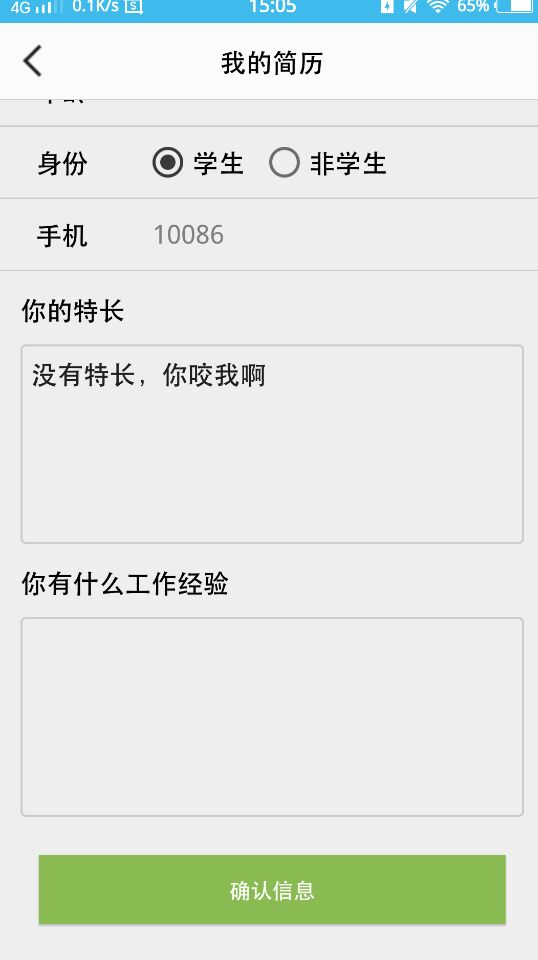 4G 0.1K/s 15:05 65%
我的简历
身份 学生 非学生
手机 10086
你的特长
没有特长，你咬我啊
你有什么工作经验
确认信息